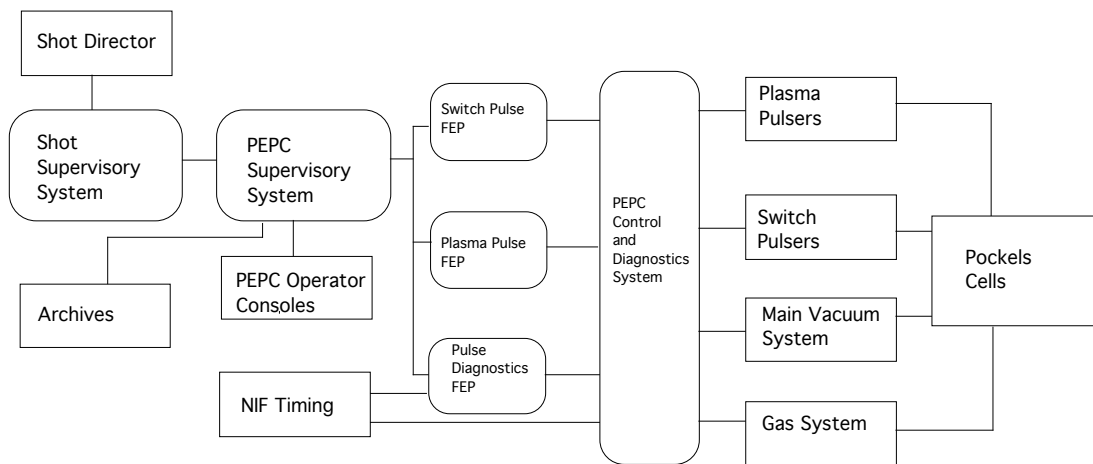 Shot Director
Shot
Supervisory
System
PEPC
Supervisory
System
Archives
PEPC Operator
Consoles
NIF Timing
Switch Pulse
FEP
Plasma Pulse
FEP
Pulse
Diagnostics
FEP
PEPC
Control
and
Diagnostics
System
Plasma
Pulsers
Switch
Pulsers
Main Vacuum
System
Gas System
Pockels
Cells